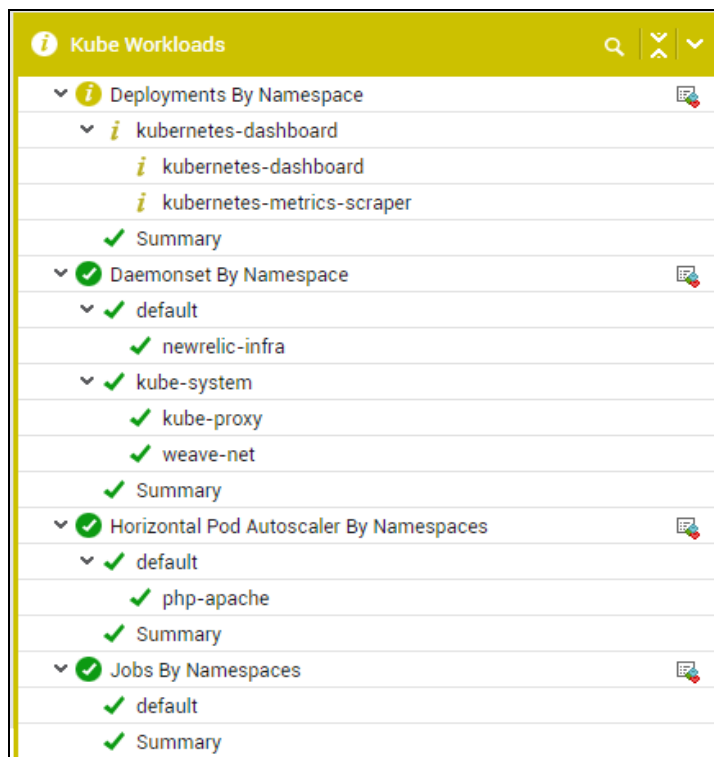 Kube Workloads
Deployments By Namespace
kubernetes-dashboard
kubernetes-dashboard
kubernetes-metrics-scraper
Summary
Daemonset By Namespace
default
newrelic-infra
kube-system
kube-proxy
weave-net
Summary
Horizontal Pod Autoscaler By Namespaces
default
php-apache
Summary
Jobs By Namespaces
default
Summary